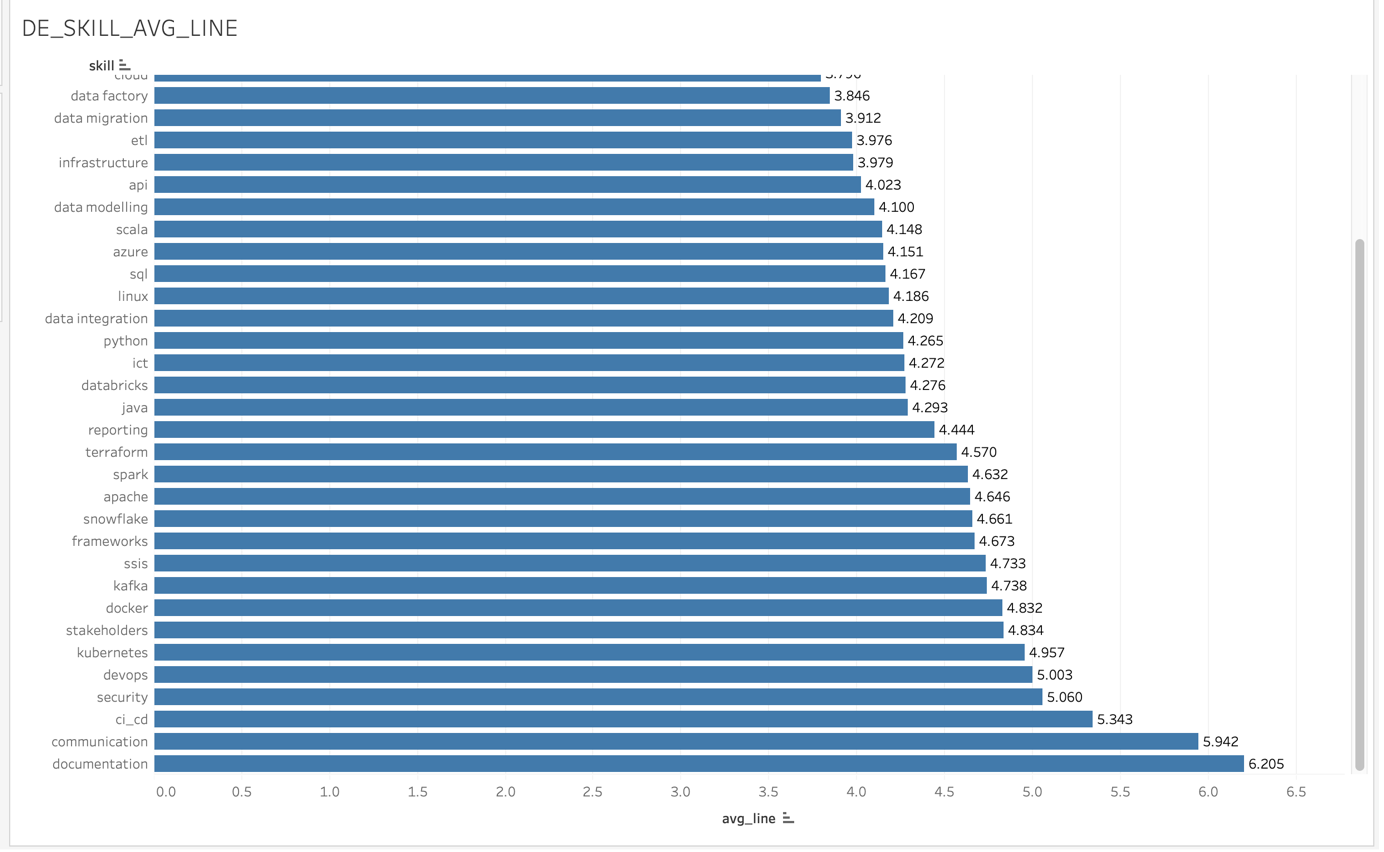 DE_SKILL_AVG_LINE
skill
cloud 3.790
data factory 3.846
data migration 3.912
etl 3.976
infrastructure 3.979
api 4.023
data modelling 4.100
scala 4.148
azure 4.151
sql 4.167
linux 4.186
data integration 4.209
python 4.265
ict 4.272
databricks 4.276
java 4.293
reporting 4.444
terraform 4.570
spark 4.632
apache 4.646
snowflake 4.661
frameworks 4.673
ssis 4.733
kafka 4.738
docker 4.832
stakeholders 4.834
kubernetes 4.957
devops 5.003
security 5.060
ci_cd 5.343
communication 5.942
documentation 6.205
0.0 0.5 1.0 1.5 2.0 2.5 3.0 3.5 4.0 4.5 5.0 5.5 6.0 6.5
avg_line